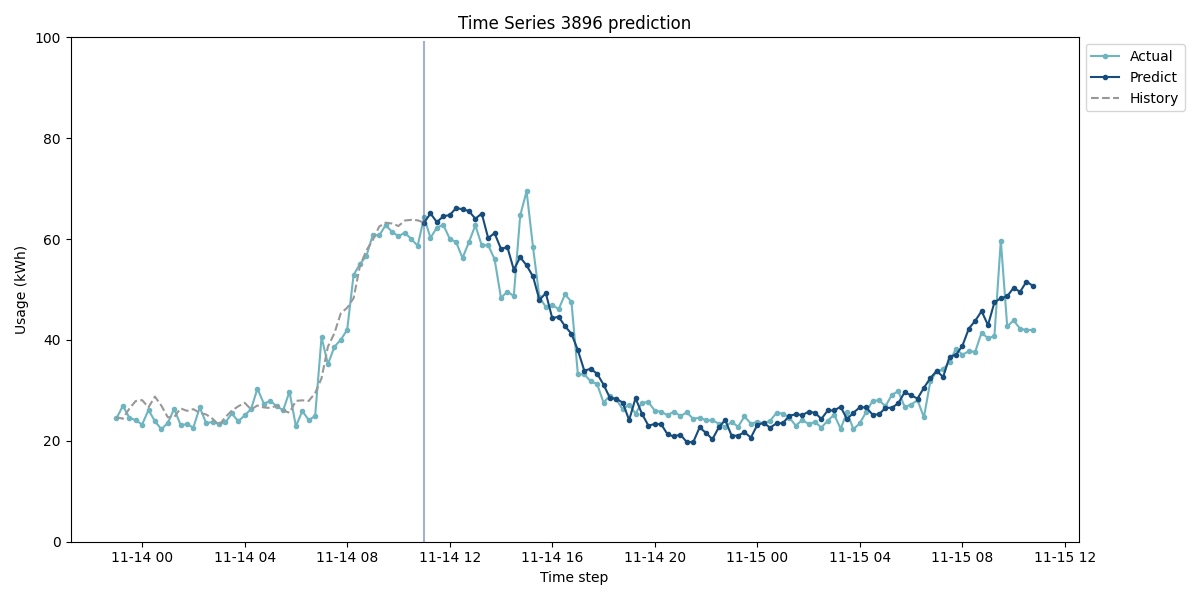 Time Series 3896 prediction
100
80
60
40
20
0
Usage (kWh)
11-14 00
11-14 04
11-14 08
11-14 12
11-14 16
11-14 20
11-15 00
11-15 04
11-15 08
11-15 12
Time step
Actual
Predict
History